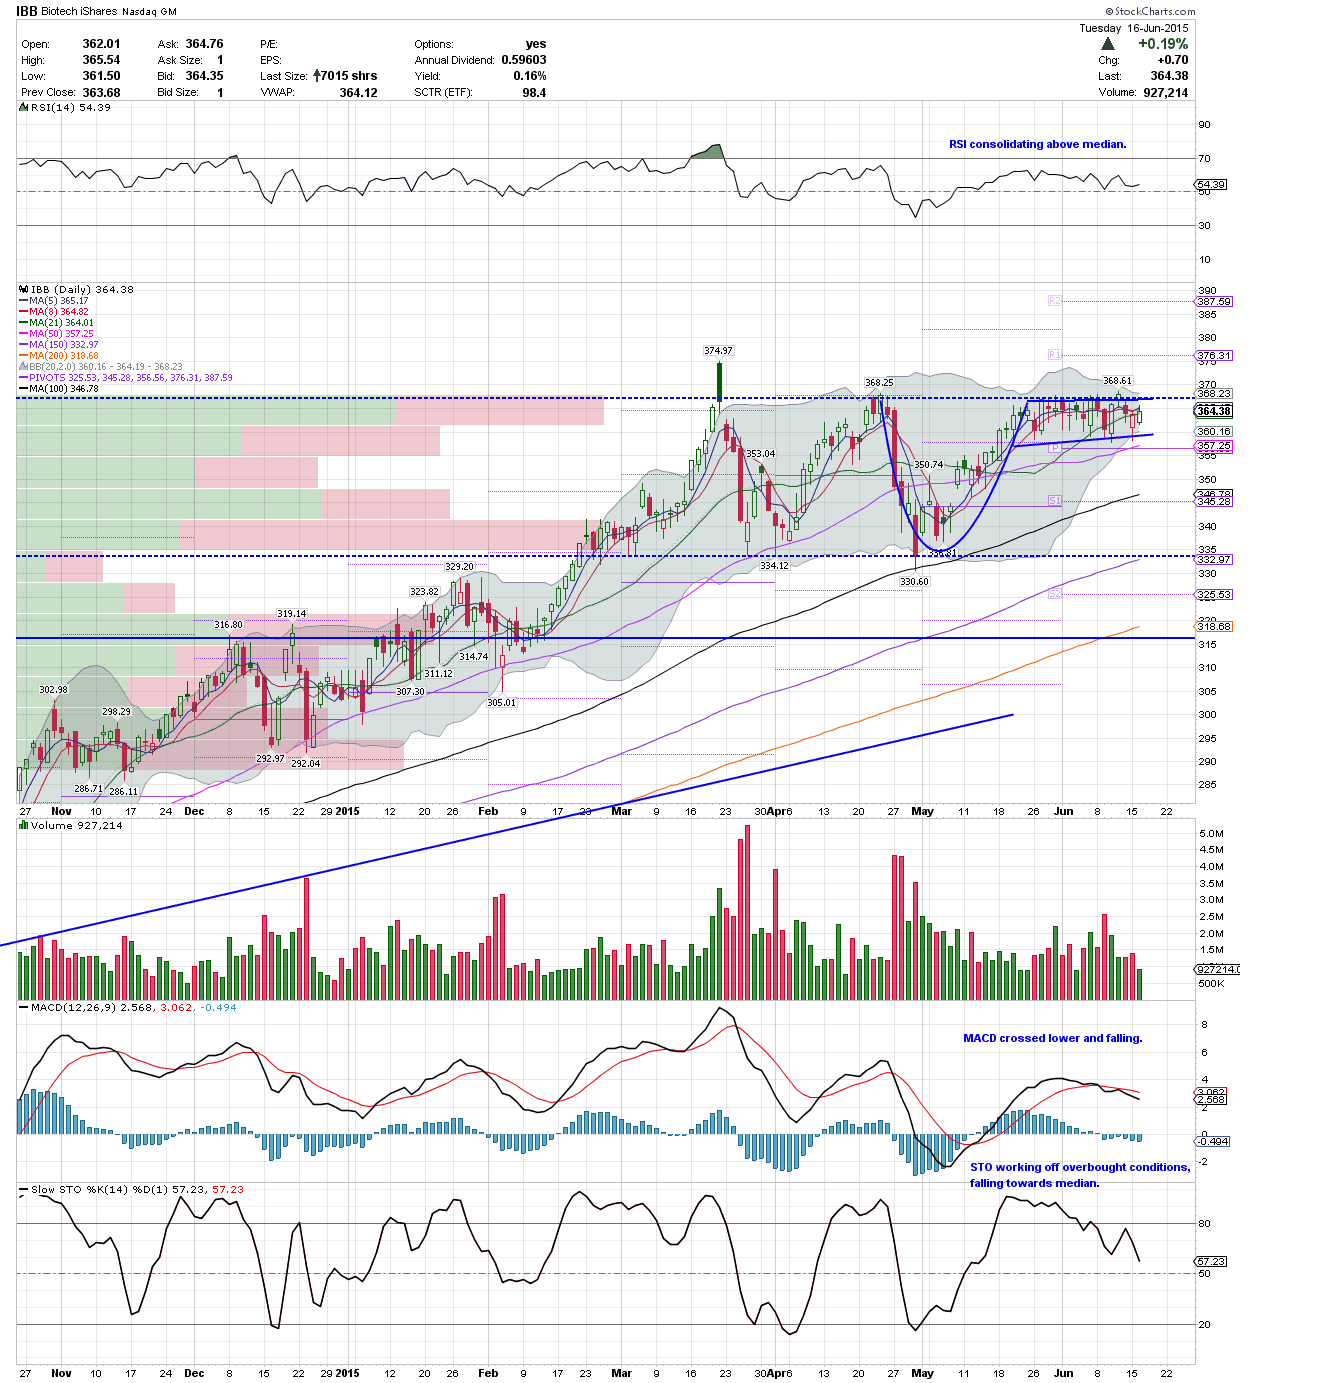 IBB Biotech iShares Nasdaq GM
© StockCharts.com
Tuesday 16-Jun-2015
Open: 362.01 Ask: 364.76 P/E: Options: yes
+0.19%
High: 365.54 Ask Size: 1 EPS: Annual Dividend: 0.59603
Chg: +0.70
Low: 361.50 Bid: 364.35 Last Size: 7015 shrs Yield: 0.16%
Last: 364.38
Prev Close: 363.68 Bid Size: 1 VWAP: 364.12 SCTR (ETF): 98.4
Volume: 927,214
RSI(14) 54.39
90
RSI consolidating above median.
70
54.39
50
30
10
IBB (Daily) 364.38
MA(5) 365.17
MA(8) 364.82
MA(21) 364.01
MA(50) 357.25
MA(150) 332.97
MA(200) 318.68
BB(20,2.0) 360.16 - 364.19 - 368.23
PIVOTS 325.53, 345.28, 356.56, 376.31, 387.59
MA(100) 346.78
390
R2
387.59
385
380
R1
376.31
375
374.97
370
368.25
368.61
368.23
364.38
360.16
357.25
355
P
353.04
350.74
350
346.78
S1
345.28
340
335
336.81
334.12
332.97
330.60
330
329.20
323.82
S2
325.53
320
319.14
318.68
316.80
315
314.74
311.12
310
307.30
305.01
305
302.98
300
298.29
295
292.97
292.04
290
286.71
286.11
285
27 Nov 10 17 24 Dec 8 15 22 29 2015 12 20 26 Feb 9 17 23 Mar 9 16 23 30 Apr 6 13 20 27 May 11 18 26 Jun 8 15 22
Volume 927,214
5.0M
4.5M
4.0M
3.5M
3.0M
2.5M
2.0M
1.5M
927214.0
500K
MACD(12,26,9) 2.568, 3.062, -0.494
8
MACD crossed lower and falling.
6
4
3.062
2.568
2
0
-0.494
-2
STO working off overbought conditions,
falling towards median.
Slow STO %K(14) %D(1) 57.23, 57.23
80
57.23
50
20
27 Nov 10 17 24 Dec 8 15 22 29 2015 12 20 26 Feb 9 17 23 Mar 9 16 23 30 Apr 6 13 20 27 May 11 18 26 Jun 8 15 22